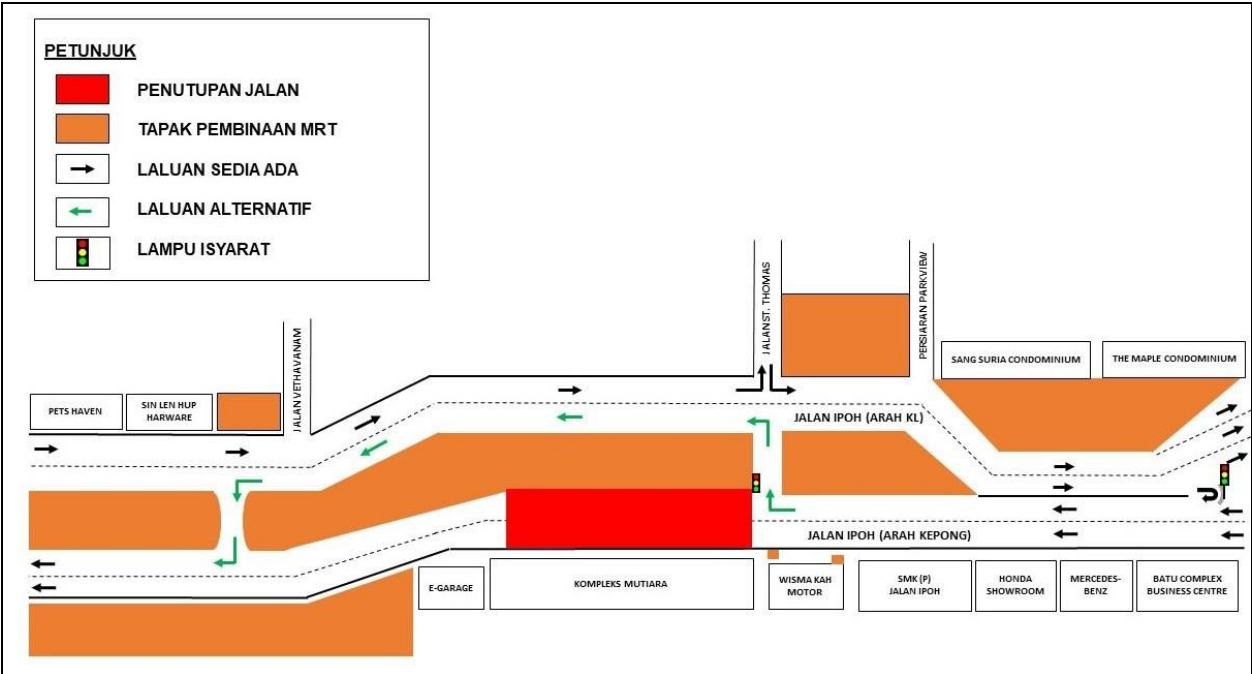 PETUNJUK
PENUTUPAN JALAN
TAPAK PEMBINAAN MRT
LALUAN SEDIA ADA
LALUAN ALTERNATIF
LAMPU ISYARAT
JALAN VETHAVANAM
JALANST. THOMAS
PERSIARAN PARKVIEW
PETS HAVEN
SIN LEN HUP
HARWARE
SANG SURIA CONDOMINIUM
THE MAPLE CONDOMINIUM
JALAN IPOH (ARAH KL)
JALAN IPOH (ARAH KEPONG)
E-GARAGE
KOMPLEKS MUTIARA
WISMA KAH
MOTOR
SMK (P)
JALAN IPOH
HONDA
SHOWROOM
MERCEDES-
BENZ
BATU COMPLEX
BUSINESS CENTRE